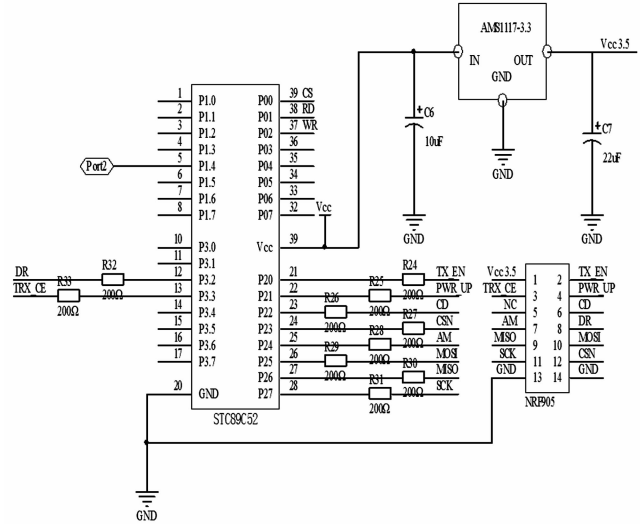 AMS1117-3.3
Vcc 3.5
IN OUT
GND
C6
10uF
C7
22uF
GND
GND
GND
1 P1.0 P00 39 CS
2 P1.1 P01 38 RD
3 P1.2 P02 37 WR
4 P1.3 P03 36
Port2 5 P1.4 P04 35
6 P1.5 P05 34
7 P1.6 P06 33
8 P1.7 P07 32
Vcc
10 P3.0 Vcc 39
11 P3.1
DR R32 200Ω 12 P3.2 P20 21 R24 200Ω TX_EN
TRX_CE R33 200Ω 13 P3.3 P21 22 R25 200Ω PWR_UP
14 P3.4 P22 23 R26 200Ω CD
15 P3.5 P23 24 R27 200Ω CSN
16 P3.6 P24 25 R28 200Ω AM
17 P3.7 P25 26 R29 200Ω MOSI
P26 27 R30 200Ω MISO
20 GND P27 28 R31 200Ω SCK
STC89C52
Vcc 3.5 1 2 TX_EN
TRX_CE 3 4 PWR_UP
NC 5 6 CD
AM 7 8 DR
MISO 9 10 MOSI
SCK 11 12 CSN
GND 13 14 GND
NRF905
GND